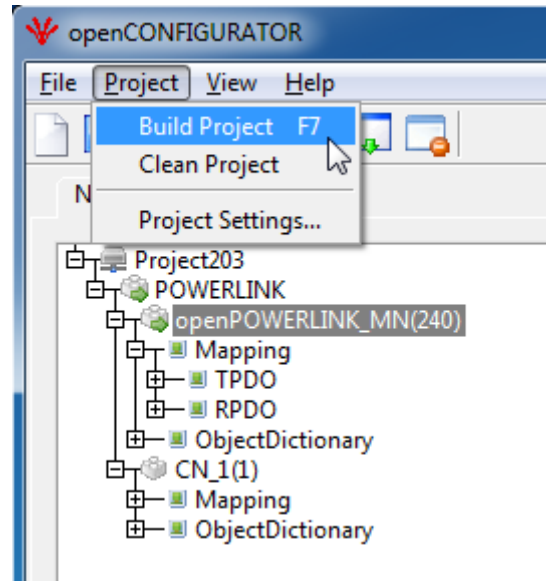 openCONFIGURATOR
File Project View Help
Build Project F7
Clean Project
N
Project Settings...
Project203
POWERLINK
openPOWERLINK_MN(240)
Mapping
TPDO
RPDO
ObjectDictionary
CN_1(1)
Mapping
ObjectDictionary